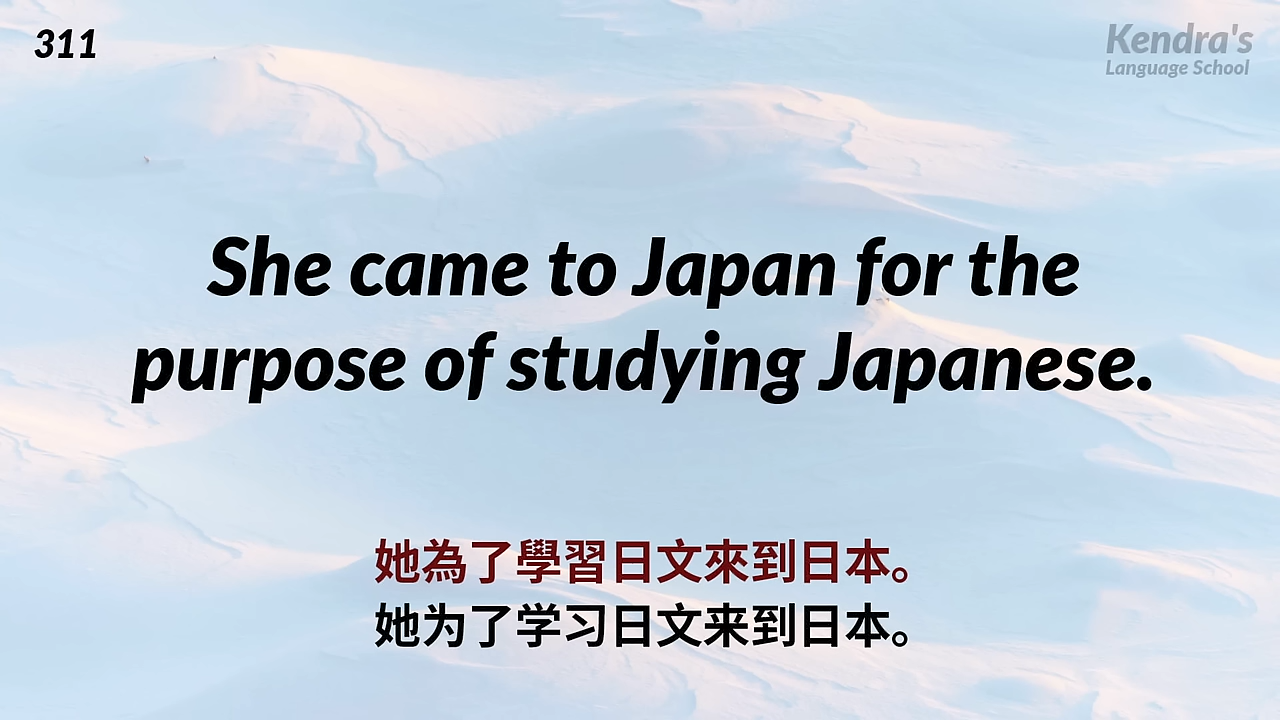 311
Kendra's
Language School
She came to Japan for the
purpose of studying Japanese.
她為了學習日文來到日本。
她为了学习日文来到日本。